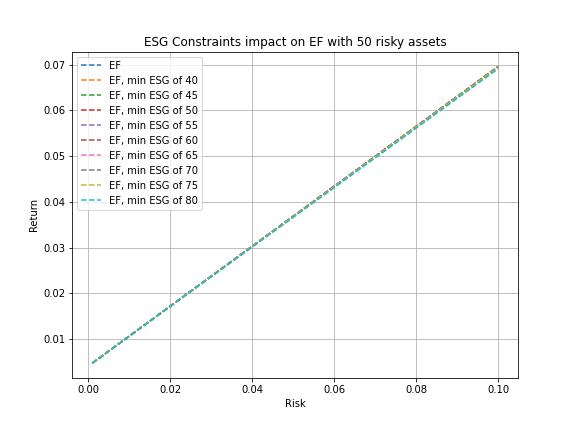 ESG Constraints impact on EF with 50 risky assets
EF
EF, min ESG of 40
EF, min ESG of 45
EF, min ESG of 50
EF, min ESG of 55
EF, min ESG of 60
EF, min ESG of 65
EF, min ESG of 70
EF, min ESG of 75
EF, min ESG of 80
0.07
0.06
0.05
0.04
0.03
0.02
0.01
Return
0.00 0.02 0.04 0.06 0.08 0.10
Risk